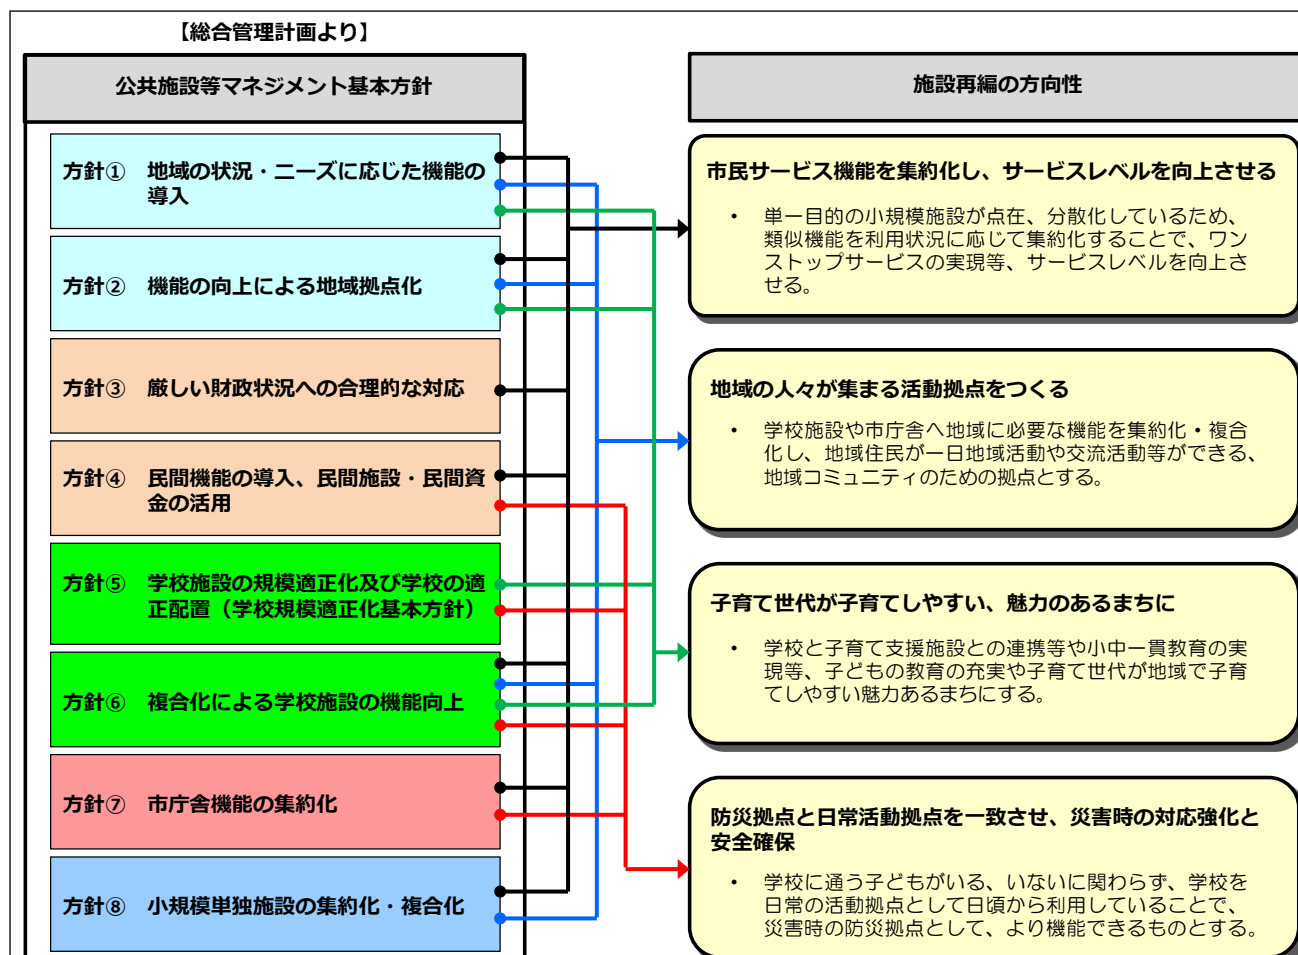 【総合管理計画より】
公共施設等マネジメント基本方針
方針① 地域の状況・ニーズに応じた機能の
導入
方針② 機能の向上による地域拠点化
方針③ 厳しい財政状況への合理的な対応
方針④ 民間機能の導入、民間施設・民間資
金の活用
方針⑤ 学校施設の規模適正化及び学校の適
正配置（学校規模適正化基本方針）
方針⑥ 複合化による学校施設の機能向上
方針⑦ 市庁舎機能の集約化
方針⑧ 小規模単独施設の集約化・複合化
施設再編の方向性
市民サービス機能を集約化し、サービスレベルを向上させる
・ 単一目的の小規模施設が点在、分散化しているため、
類似機能を利用状況に応じて集約化することで、ワン
ストップサービスの実現等、サービスレベルを向上さ
せる。
地域の人々が集まる活動拠点をつくる
・ 学校施設や市庁舎へ地域に必要な機能を集約化・複合
化し、地域住民が一日地域活動や交流活動等ができる、
地域コミュニティのための拠点とする。
子育て世代が子育てしやすい、魅力のあるまちに
・ 学校と子育て支援施設との連携等や小中一貫教育の実
現等、子どもの教育の充実や子育て世代が地域で子育
てしやすい魅力あるまちにする。
防災拠点と日常活動拠点を一致させ、災害時の対応強化と
安全確保
・ 学校に通う子どもがいる、いないに関わらず、学校を
日常の活動拠点として日頃から利用していることで、
災害時の防災拠点として、より機能できるものとする。